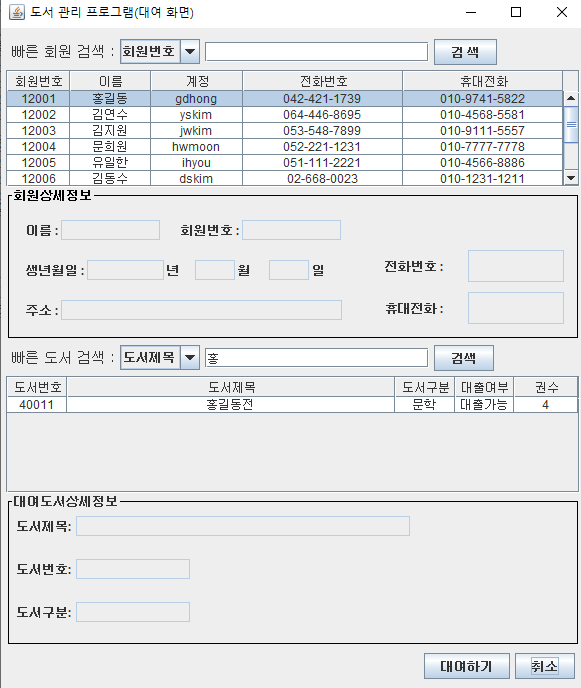 도서 관리 프로그램(대여 화면)
빠른 회원 검색 : 회원번호 검 색
회원번호 이름 계정 전화번호 휴대전화
12001 홍길동 gdhong 042-421-1739 010-9741-5822
12002 김연수 yskim 064-446-8695 010-4568-5581
12003 김지원 jwkim 053-548-7899 010-9111-5557
12004 문희원 hwmoon 052-221-1231 010-7777-7778
12005 유일한 ihyou 051-111-2221 010-4566-8886
12006 김동수 dskim 02-668-0023 010-1231-1211
회원상세정보
이름 : 회원번호 :
생년월일 : 년 월 일 전화번호 :
주소 : 휴대전화 :
빠른 도서 검색 : 도서제목 홍 검색
도서번호 도서제목 도서구분 대출여부 권수
40011 홍길동전 문학 대출가능 4
대여도서상세정보
도서제목:
도서번호:
도서구분:
대여하기 취소